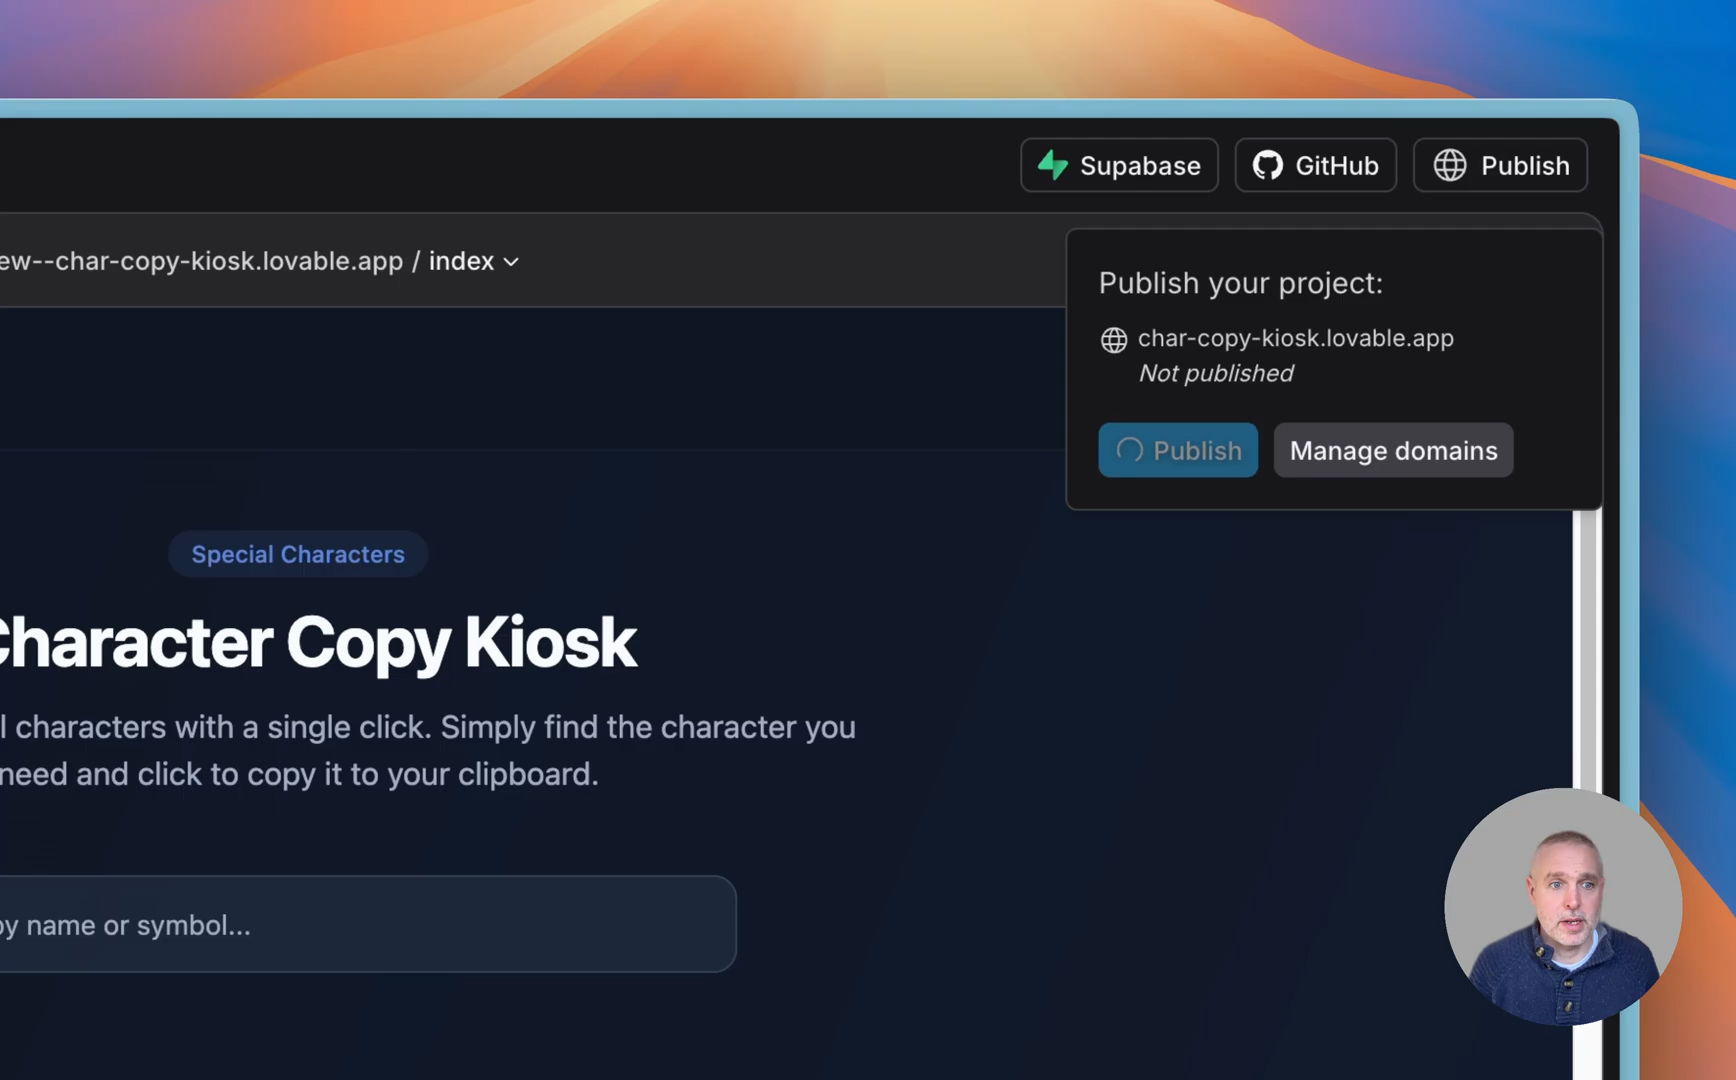 Supabase
GitHub
Publish
ew--char-copy-kiosk.lovable.app / index
Publish your project:
char-copy-kiosk.lovable.app
Not published
Publish
Manage domains
Special Characters
Character Copy Kiosk
l characters with a single click. Simply find the character you
need and click to copy it to your clipboard.
by name or symbol...